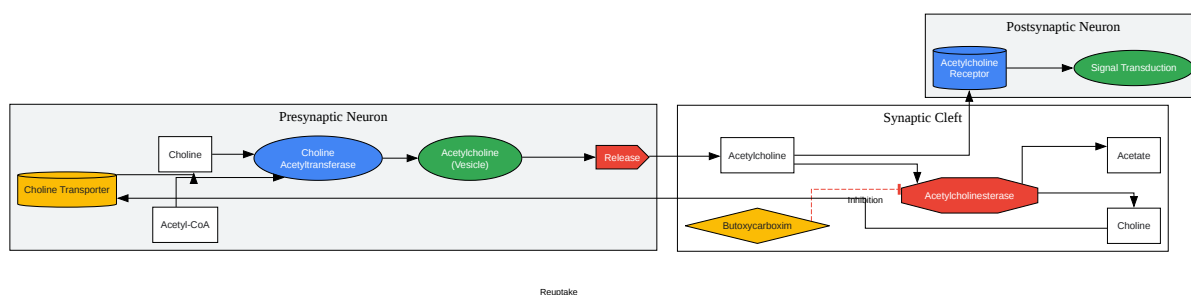 Postsynaptic Neuron
Acetylcholine
Receptor
Signal Transduction
Presynaptic Neuron
Choline
Choline
Acetyltransferase
Acetylcholine
(Vesicle)
Release
Choline Transporter
Acetyl-CoA
Synaptic Cleft
Acetylcholine
Acetate
Acetylcholinesterase
Inhibition
Butoxycarboxim
Choline
Reuptake